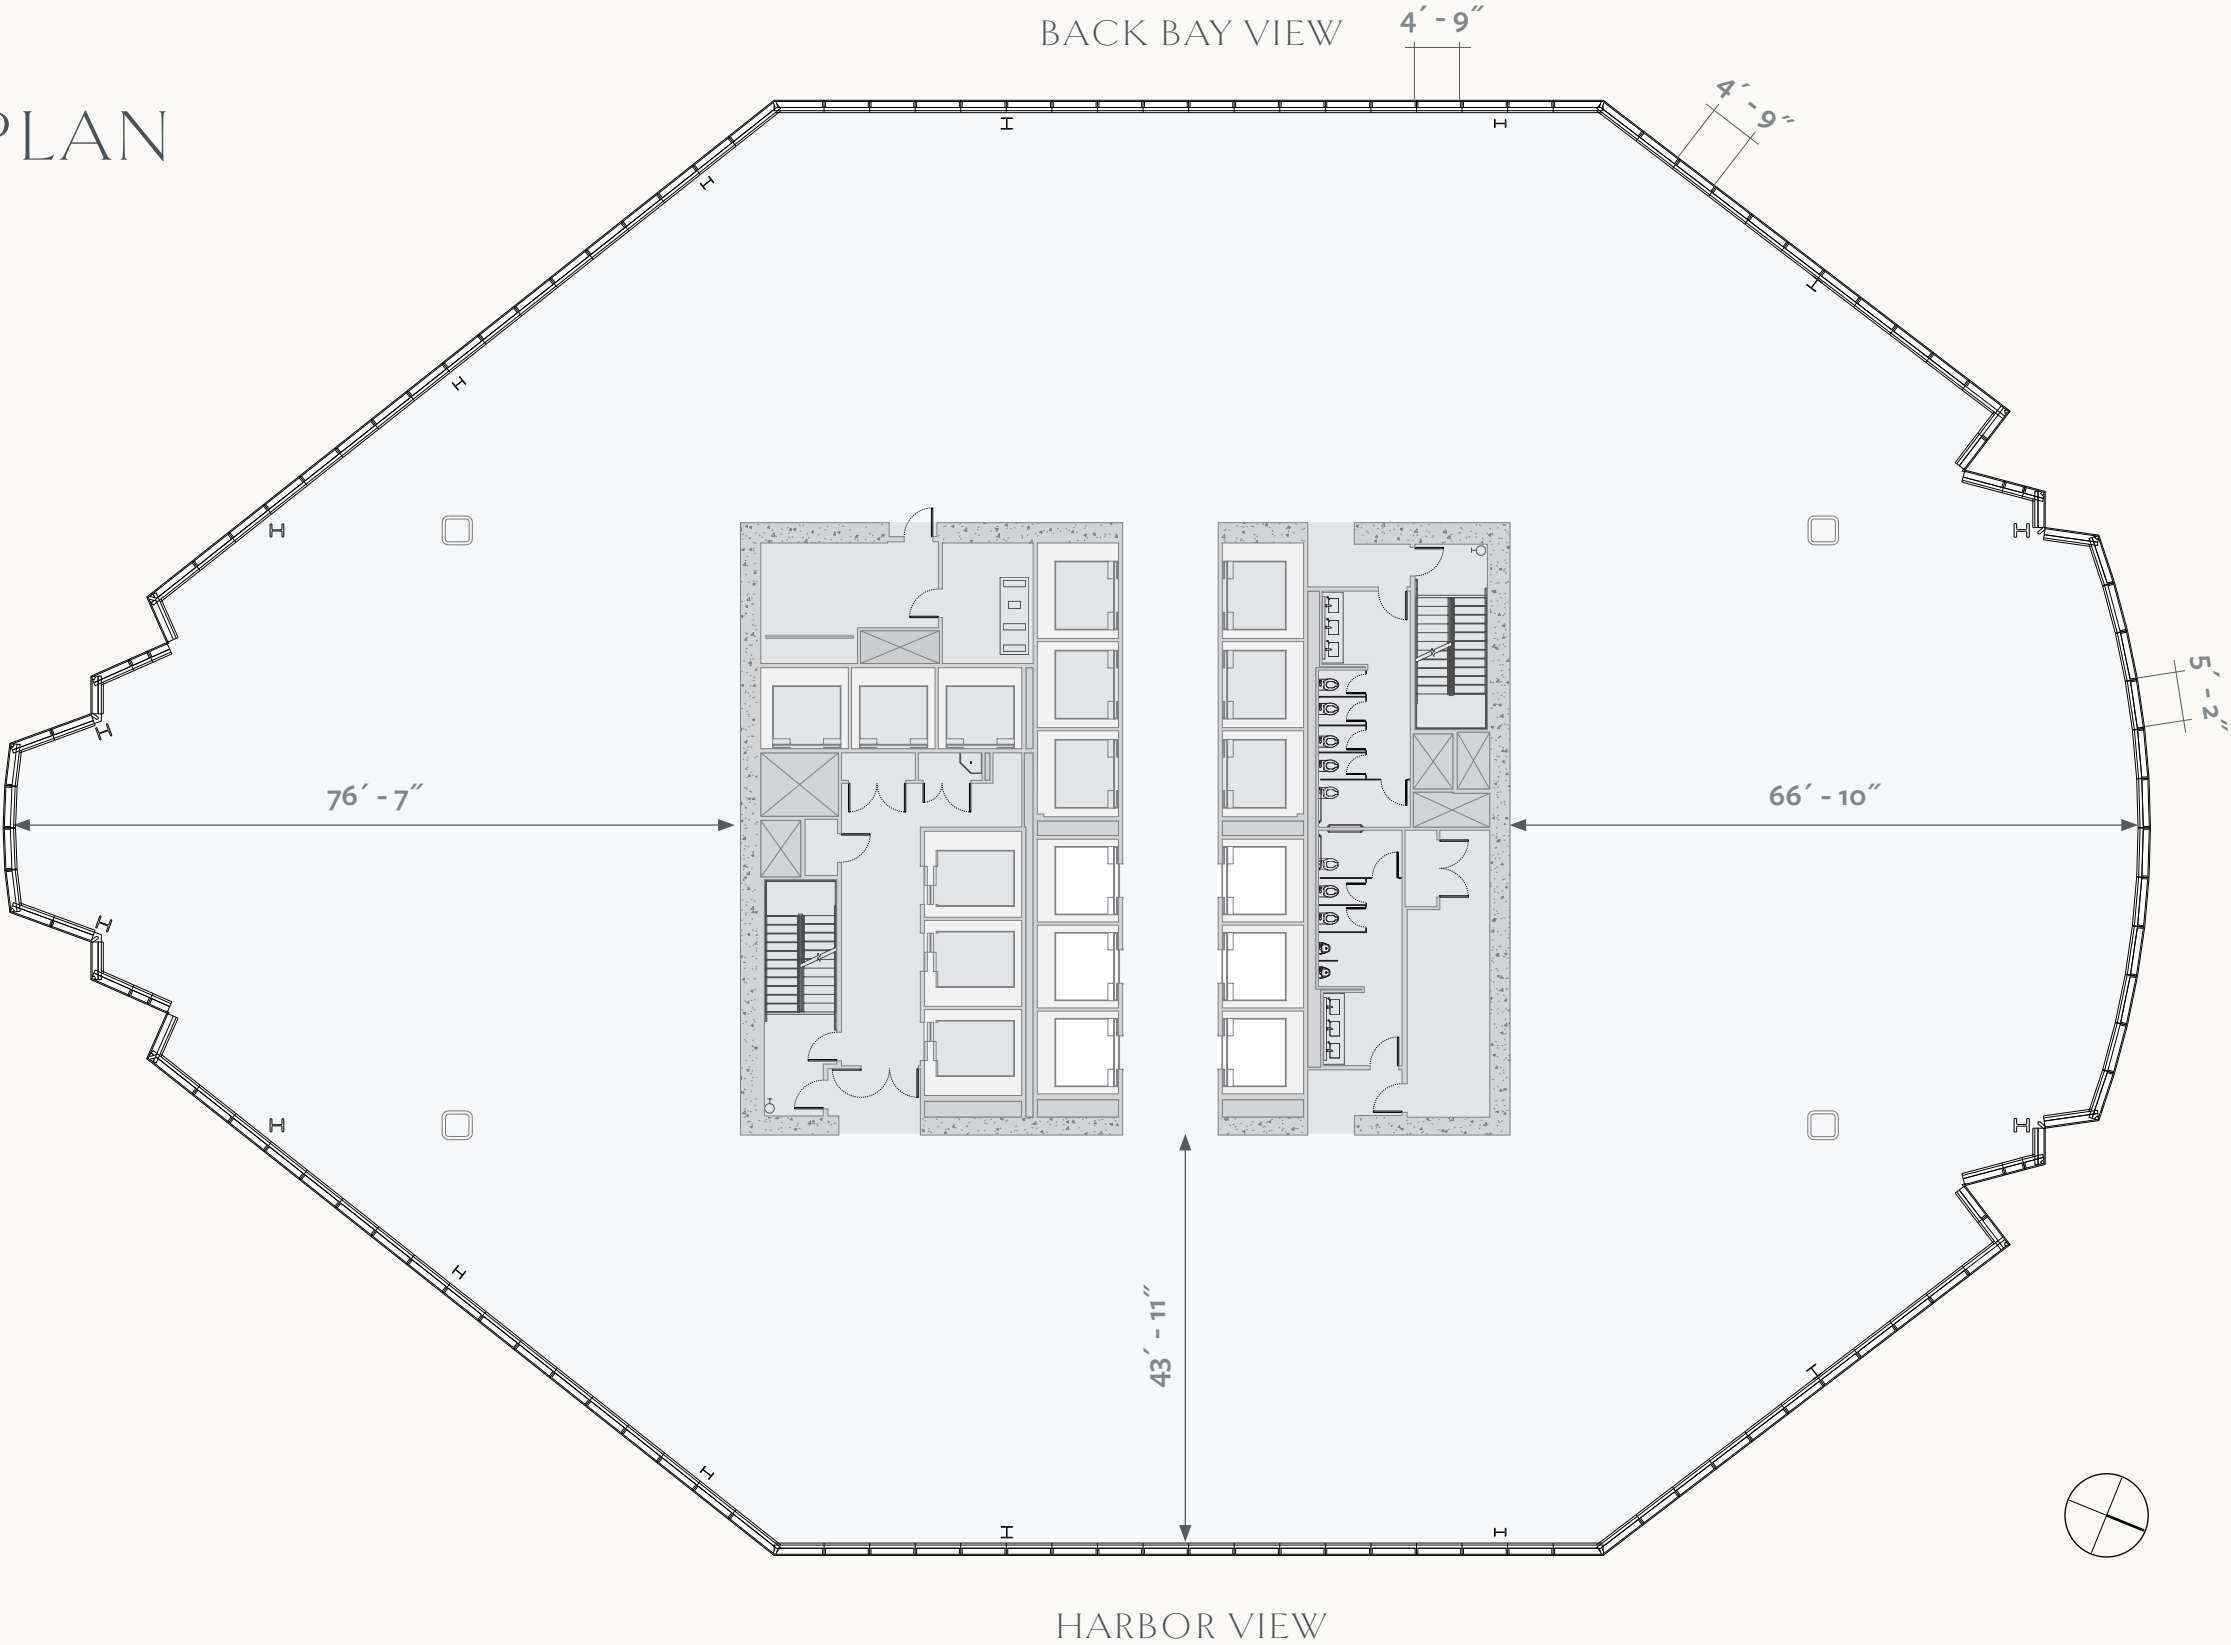 BACK BAY VIEW
4′ - 9″
4′ - 9″
PLAN
5′ - 2″
76′ - 7″
66′ - 10″
43′ - 11″
HARBOR VIEW